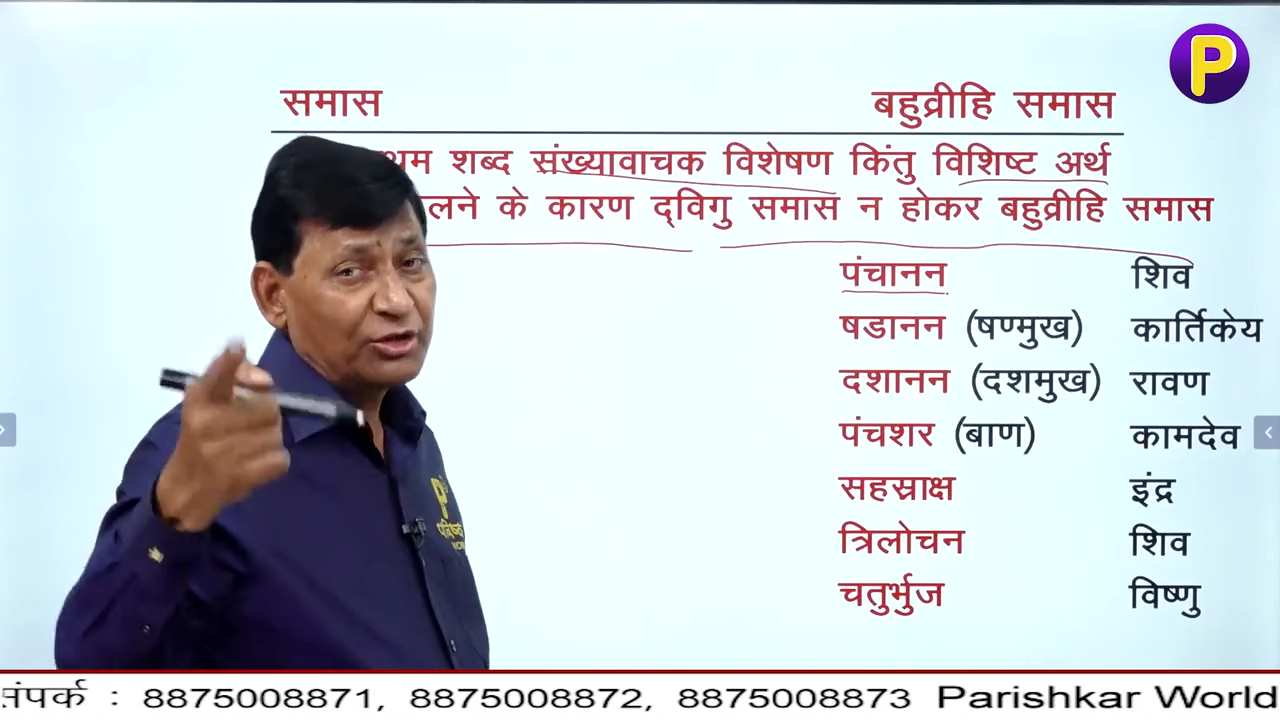 समास बहुव्रीहि समास
शब्द संख्यावाचक विशेषण किंतु विशिष्ट अर्थ
के कारण द्विगु समास न होकर बहुव्रीहि समास
पंचानन शिव
षडानन (षण्मुख) कार्तिकेय
दशानन (दशमुख) रावण
पंचशर (बाण) कामदेव
सहस्राक्ष इंद्र
त्रिलोचन शिव
चतुर्भुज विष्णु
P
संपर्क : 8875008871, 8875008872, 8875008873 Parishkar World